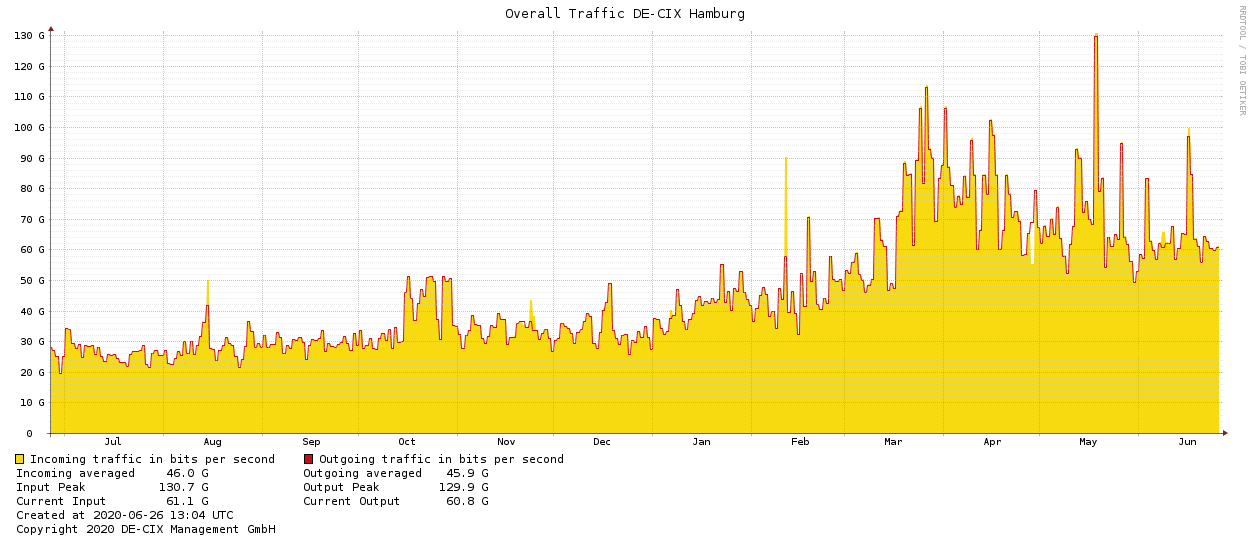 Overall Traffic DE-CIX Hamburg
RRDTOOL / TOBI OETIKER
130 G
120 G
110 G
100 G
90 G
80 G
70 G
60 G
50 G
40 G
30 G
20 G
10 G
0
Jul Aug Sep Oct Nov Dec Jan Feb Mar Apr May Jun
Incoming traffic in bits per second Outgoing traffic in bits per second
Incoming averaged 46.0 G Outgoing averaged 45.9 G
Input Peak 130.7 G Output Peak 129.9 G
Current Input 61.1 G Current Output 60.8 G
Created at 2020-06-26 13:04 UTC
Copyright 2020 DE-CIX Management GmbH